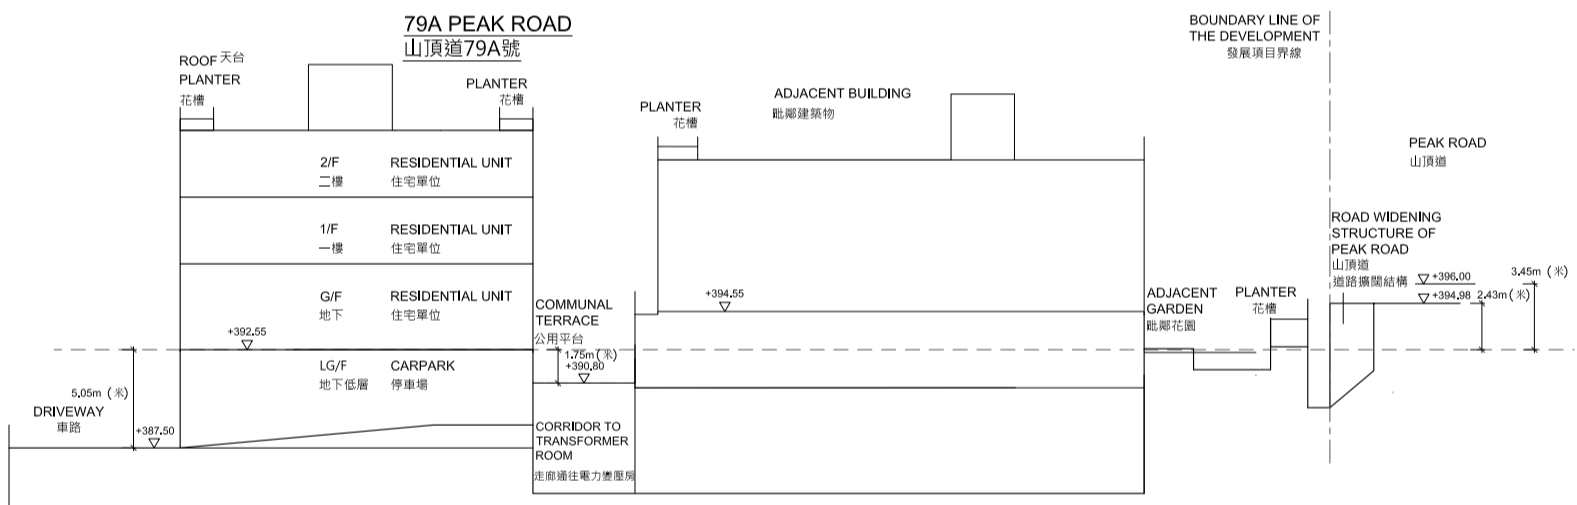 79A PEAK ROAD
山頂道79A號
BOUNDARY LINE OF
THE DEVELOPMENT
發展項目界線
ROOF 天台
PLANTER
花槽
PLANTER
花槽
ADJACENT BUILDING
毗鄰建築物
PLANTER
花槽
PEAK ROAD
山頂道
2/F RESIDENTIAL UNIT
二樓 住宅單位
1/F RESIDENTIAL UNIT
一樓 住宅單位
G/F RESIDENTIAL UNIT
地下 住宅單位
+392.55
LG/F CARPARK
地下低層 停車場
5.05m (米)
DRIVEWAY
車路
+387.50
COMMUNAL
TERRACE
公用平台
1.75m (米)
+390.80
CORRIDOR TO
TRANSFORMER
ROOM
走廊通往電力變壓房
+394.55
ADJACENT
GARDEN
毗鄰花園
PLANTER
花槽
ROAD WIDENING
STRUCTURE OF
PEAK ROAD
山頂道
道路擴闊結構
+396.00
3.45m (米)
+394.98
2.43m (米)